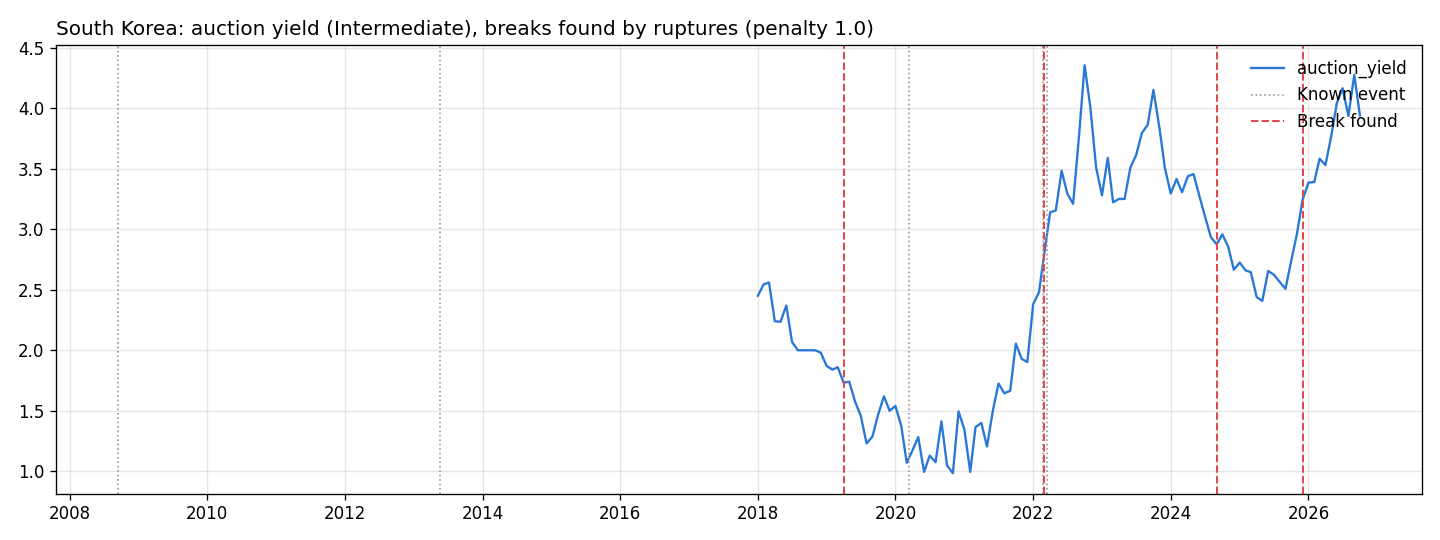 South Korea: auction yield (Intermediate), breaks found by ruptures (penalty 1.0)
4.5
4.0
3.5
3.0
2.5
2.0
1.5
1.0
auction_yield
Known event
Break found
2008 2010 2012 2014 2016 2018 2020 2022 2024 2026